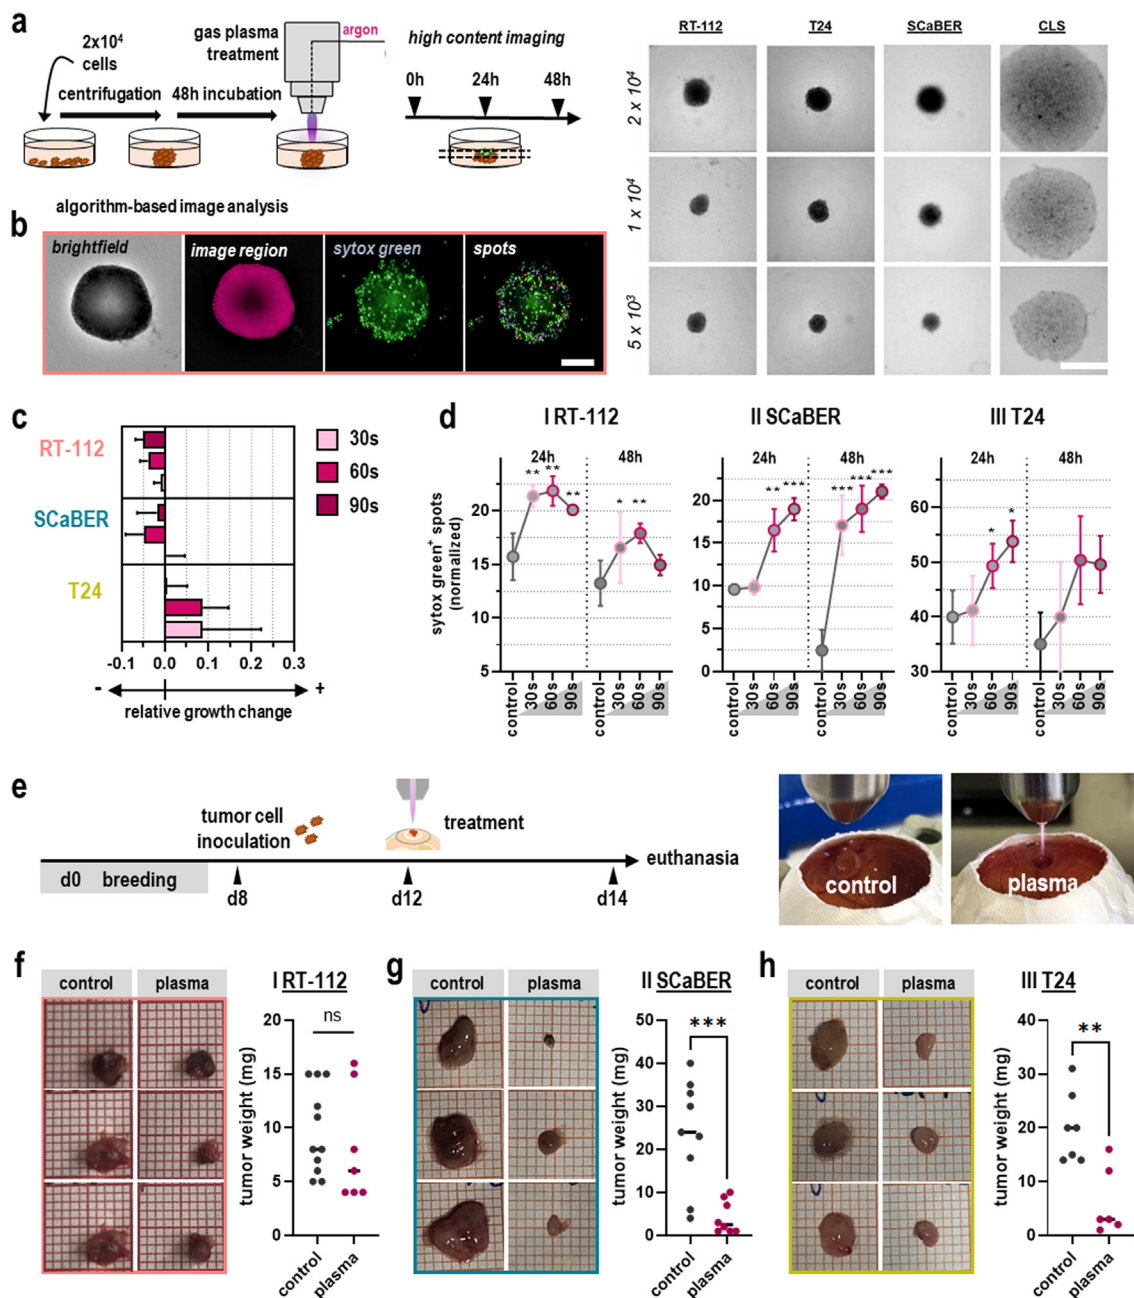 a
2x10⁴
cells
centrifugation
48h incubation
gas plasma
treatment
argon
high content imaging
0h
24h
48h
RT-112
T24
SCaBER
CLS
2 x 10⁴
1 x 10⁴
5 x 10³
algorithm-based image analysis
b
brightfield
image region
sytox green
spots
c
RT-112
SCaBER
T24
30s
60s
90s
-0.1
0.0
0.1
0.2
0.3
-
+
relative growth change
d
I RT-112
24h
48h
** ** **
* **
sytox green⁺ spots
(normalized)
25
20
15
10
5
control
30s
60s
90s
control
30s
60s
90s
II SCaBER
24h
48h
** ***
*** *** ***
25
20
15
10
5
0
control
30s
60s
90s
control
30s
60s
90s
III T24
24h
48h
* *
60
50
40
30
control
30s
60s
90s
control
30s
60s
90s
e
tumor cell
inoculation
treatment
d0 breeding
d8
d12
d14
euthanasia
control
plasma
f
control
plasma
I RT-112
ns
tumor weight (mg)
20
15
10
5
0
control
plasma
g
control
plasma
II SCaBER
***
tumor weight (mg)
50
40
30
20
10
0
control
plasma
h
control
plasma
III T24
**
tumor weight (mg)
40
30
20
10
0
control
plasma